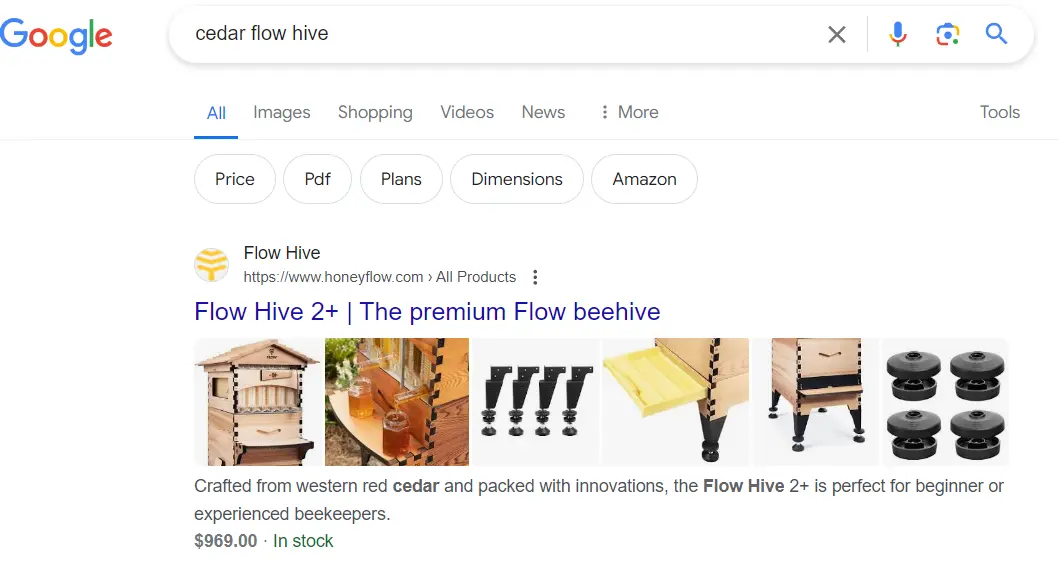 Google
cedar flow hive
All Images Shopping Videos News More Tools
Price Pdf Plans Dimensions Amazon
Flow Hive
https://www.honeyflow.com › All Products
Flow Hive 2+ | The premium Flow beehive
Crafted from western red cedar and packed with innovations, the Flow Hive 2+ is perfect for beginner or
experienced beekeepers.
$969.00 · In stock